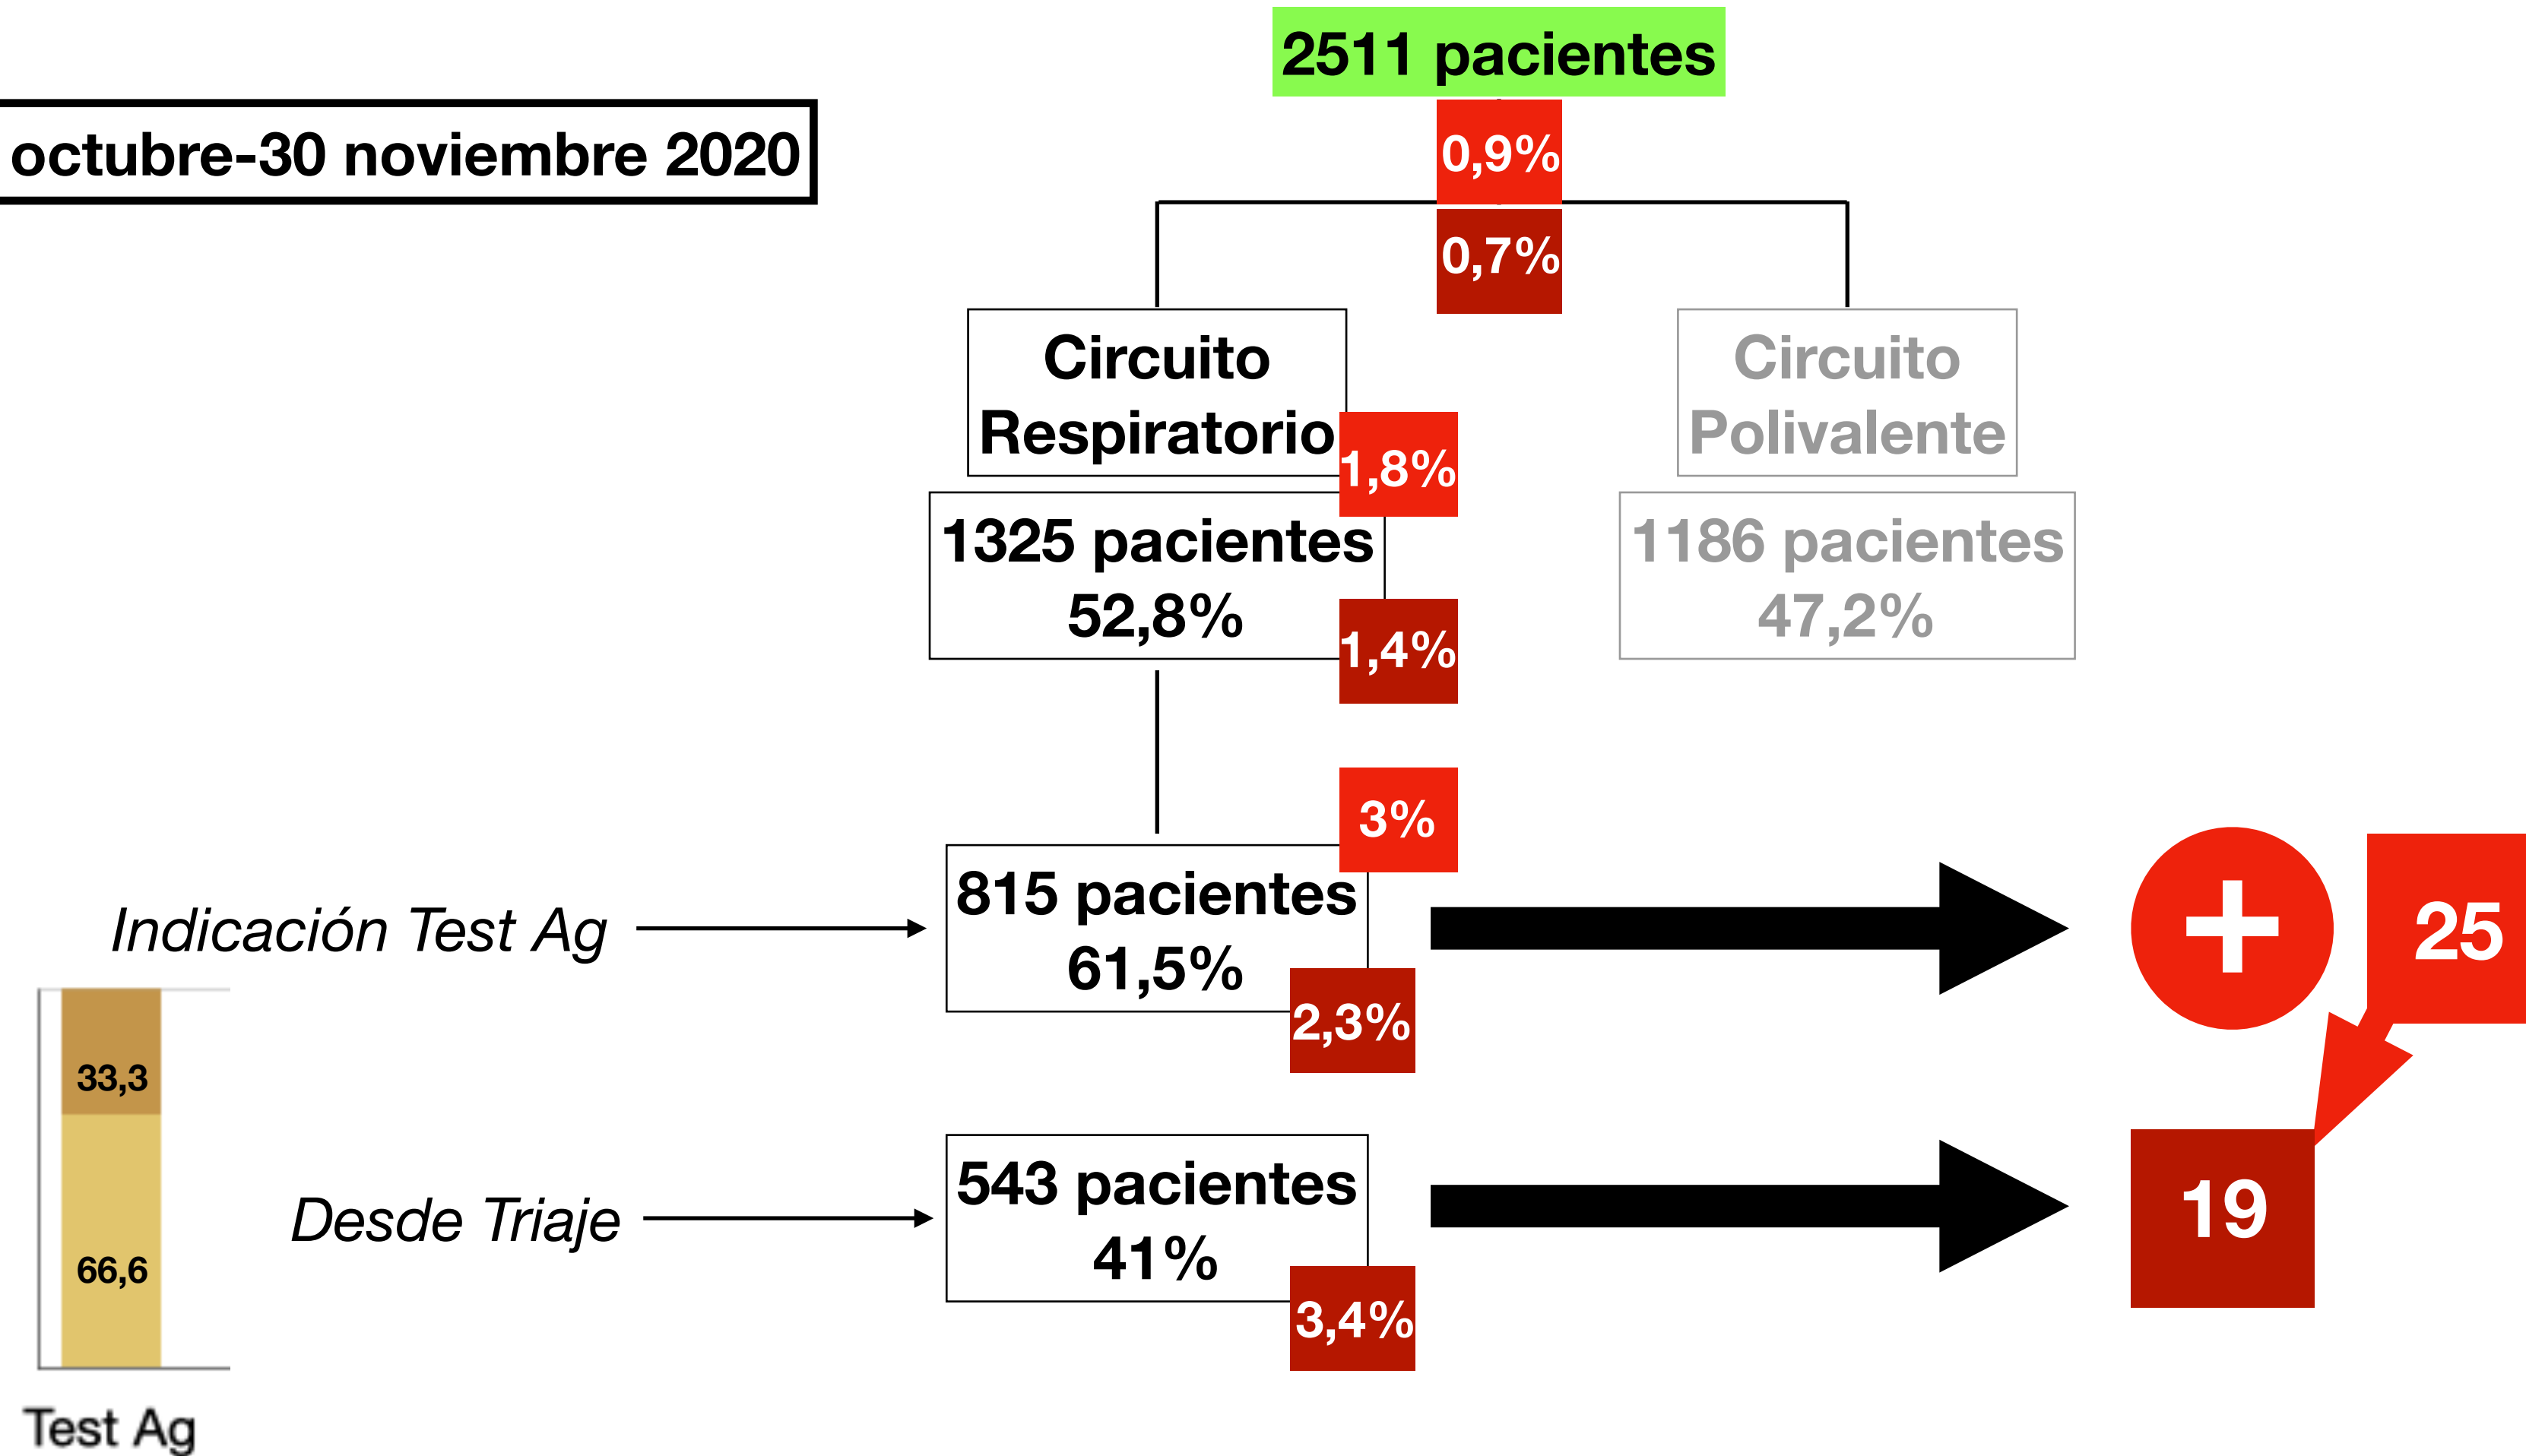 2511 pacientes
octubre-30 noviembre 2020
0,9%
0,7%
Circuito
Respiratorio
1,8%
1325 pacientes
52,8%
1,4%
Circuito
Polivalente
1186 pacientes
47,2%
Indicación Test Ag
3%
815 pacientes
61,5%
2,3%
+
25
Desde Triaje
543 pacientes
41%
3,4%
19
33,3
66,6
Test Ag